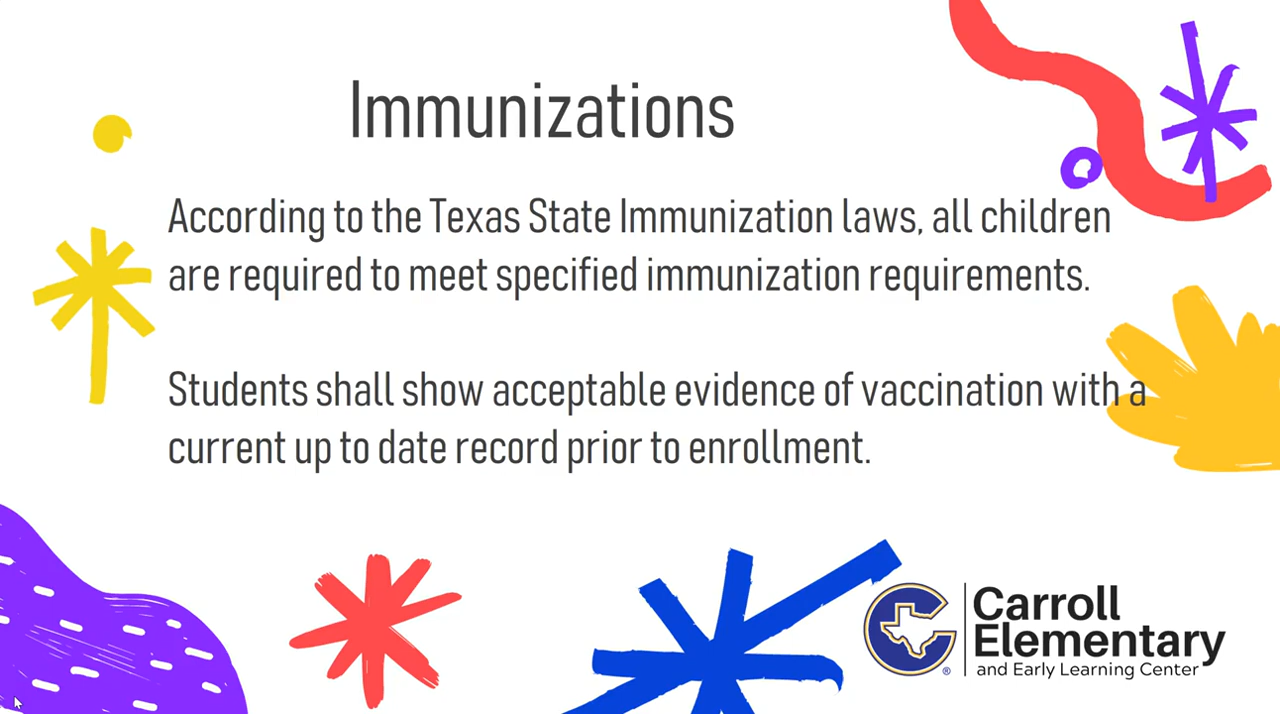 Immunizations
According to the Texas State Immunization laws, all children
are required to meet specified immunization requirements.
Students shall show acceptable evidence of vaccination with a
current up to date record prior to enrollment.
C
®
Carroll
Elementary
and Early Learning Center